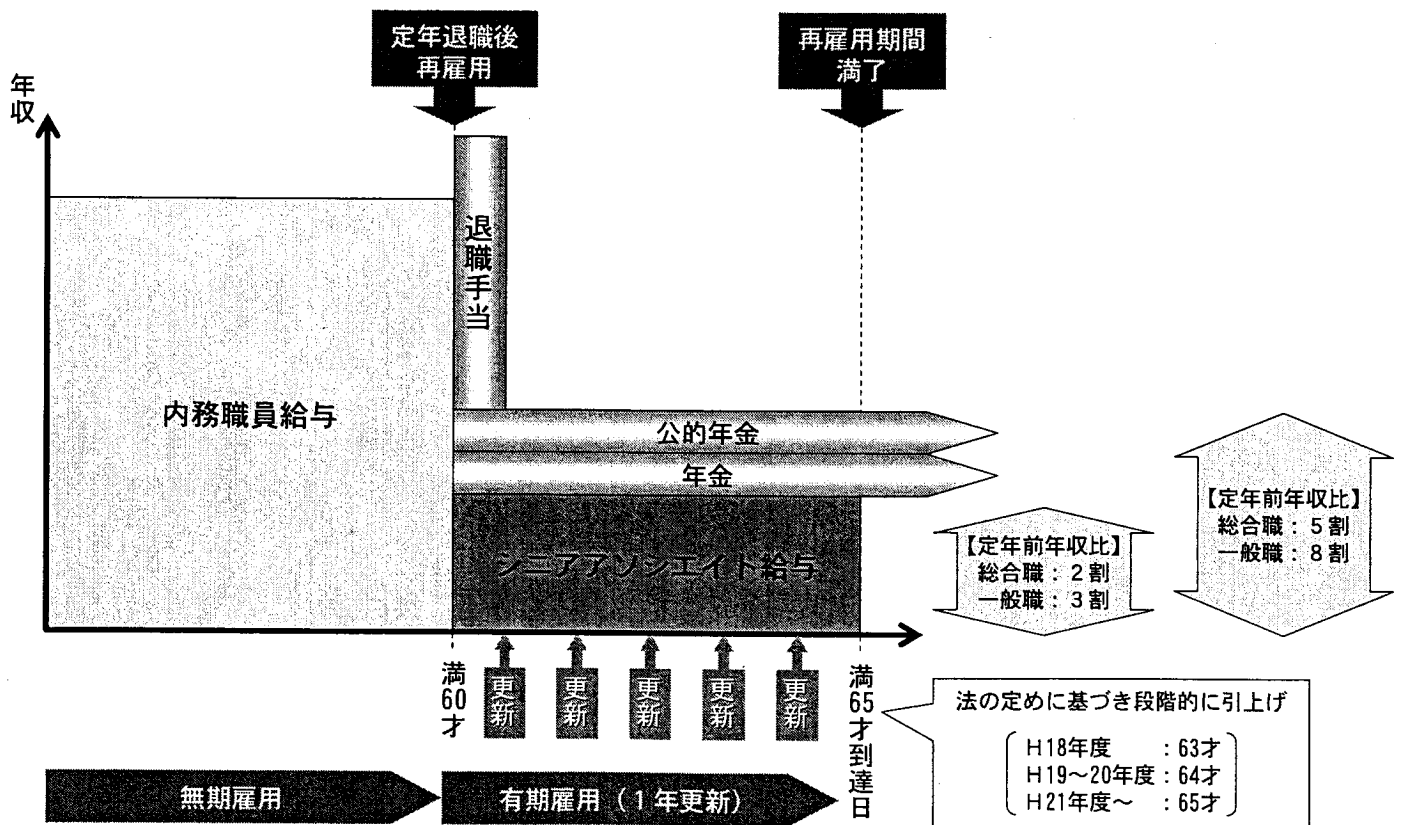 定年退職後
再雇用
再雇用期間
満了
年収
退職手当
内務職員給与
公的年金
年金
シニアアソシエイト給与
【定年前年収比】
総合職：2割
一般職：3割
【定年前年収比】
総合職：5割
一般職：8割
満60才
更新
更新
更新
更新
更新
満65才到達日
法の定めに基づき段階的に引上げ
H18年度　：63才
H19～20年度：64才
H21年度～　：65才
無期雇用
有期雇用（1年更新）